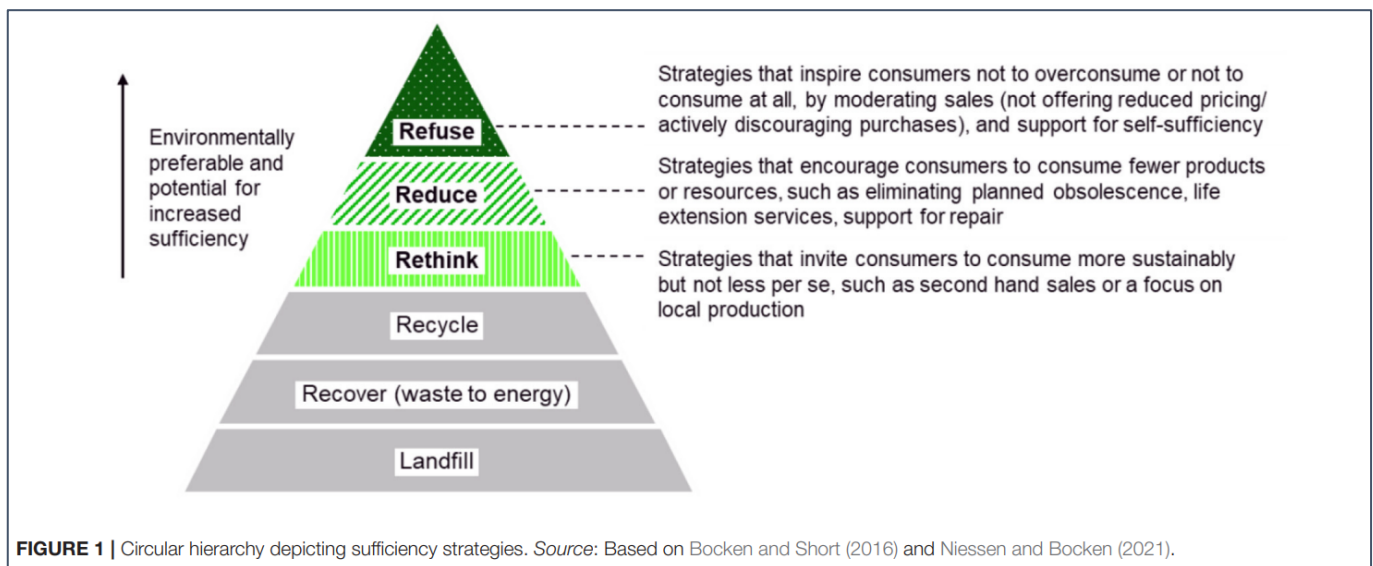 Environmentally
preferable and
potential for
increased
sufficiency
Refuse
Strategies that inspire consumers not to overconsume or not to
consume at all, by moderating sales (not offering reduced pricing/
actively discouraging purchases), and support for self-sufficiency
Reduce
Strategies that encourage consumers to consume fewer products
or resources, such as eliminating planned obsolescence, life
extension services, support for repair
Rethink
Strategies that invite consumers to consume more sustainably
but not less per se, such as second hand sales or a focus on
local production
Recycle
Recover (waste to energy)
Landfill
FIGURE 1 | Circular hierarchy depicting sufficiency strategies. Source: Based on Bocken and Short (2016) and Niessen and Bocken (2021).